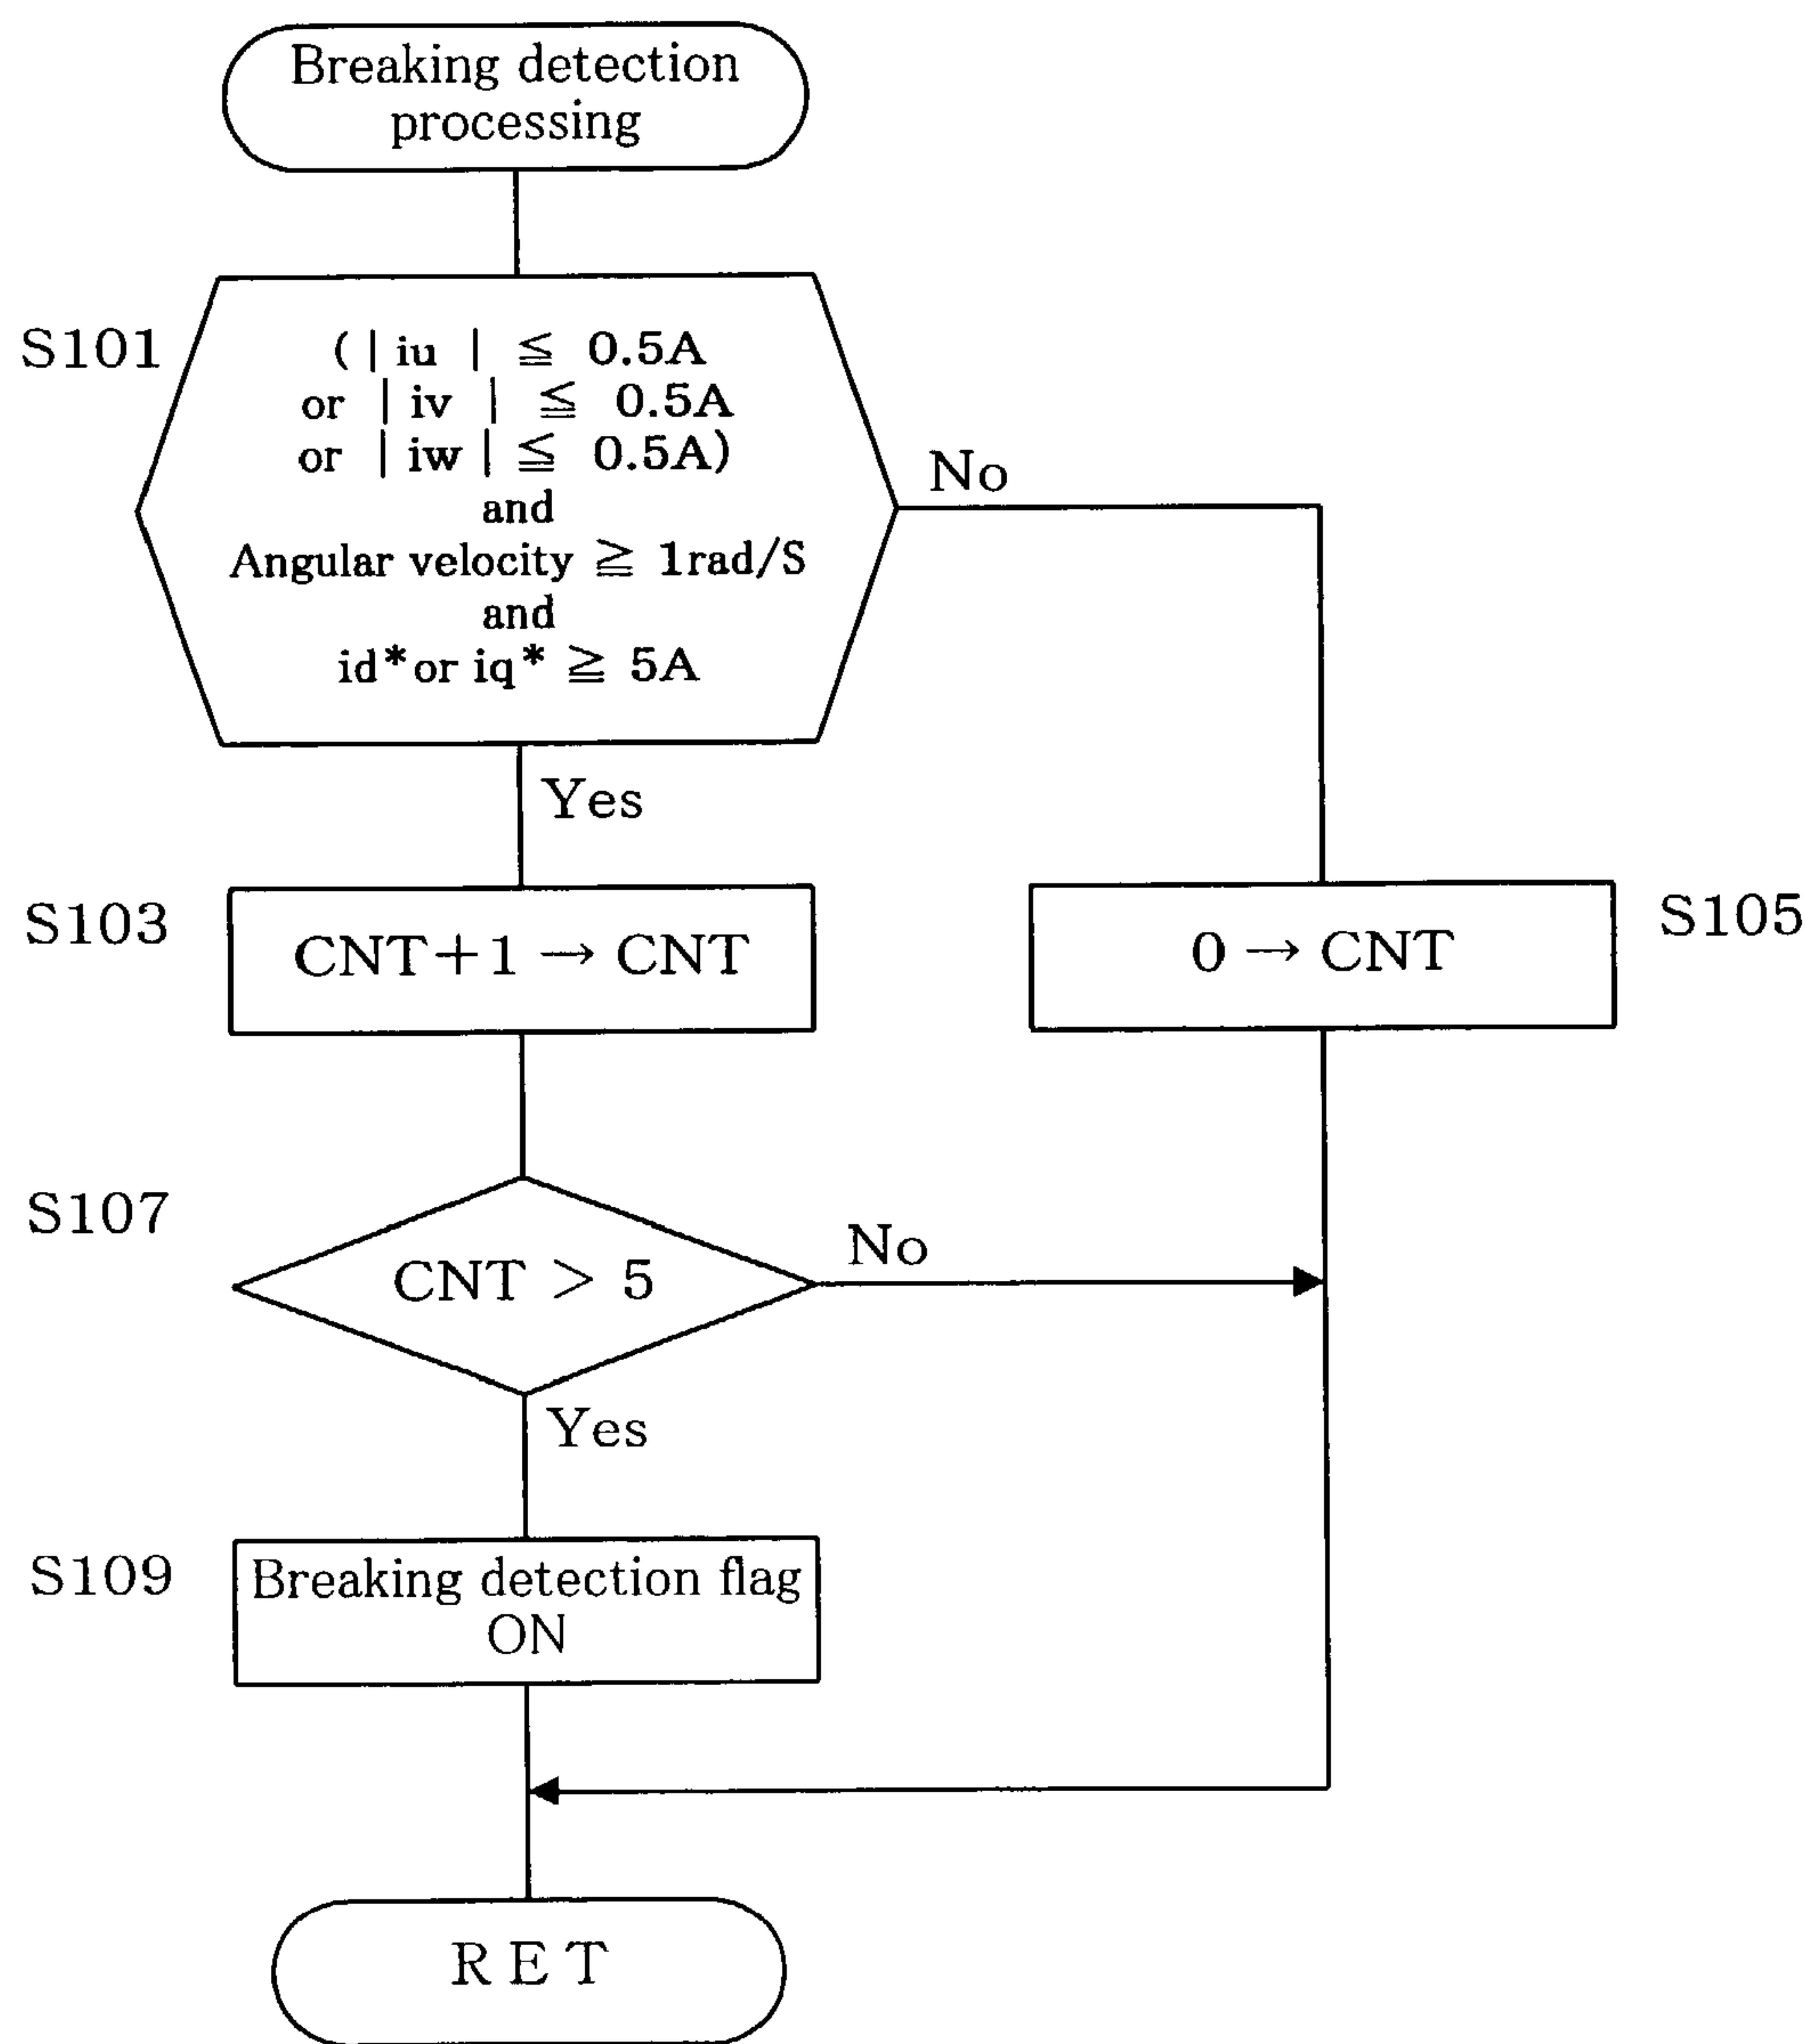 Breaking detection
processing
S101
( | iu | ≦ 0.5A
or | iv | ≦ 0.5A
or | iw | ≦ 0.5A)
and
Angular velocity ≧ 1rad/S
and
id* or iq* ≧ 5A
No
Yes
S103
CNT+1 → CNT
0 → CNT
S105
S107
CNT > 5
No
Yes
S109
Breaking detection flag
ON
RET